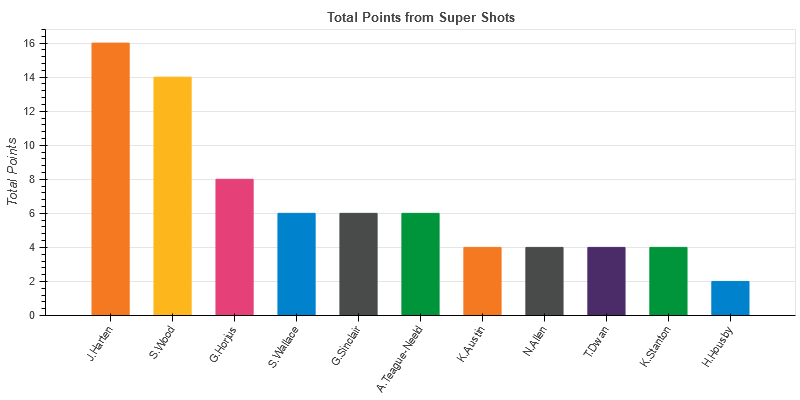 Total Points from Super Shots
Total Points
16
14
12
10
8
6
4
2
0
J.Harten
S.Wood
G.Horjus
S.Wallace
G.Sinclair
A.Teague-Neeld
K.Austin
N.Allen
T.Dwan
K.Stanton
H.Housby